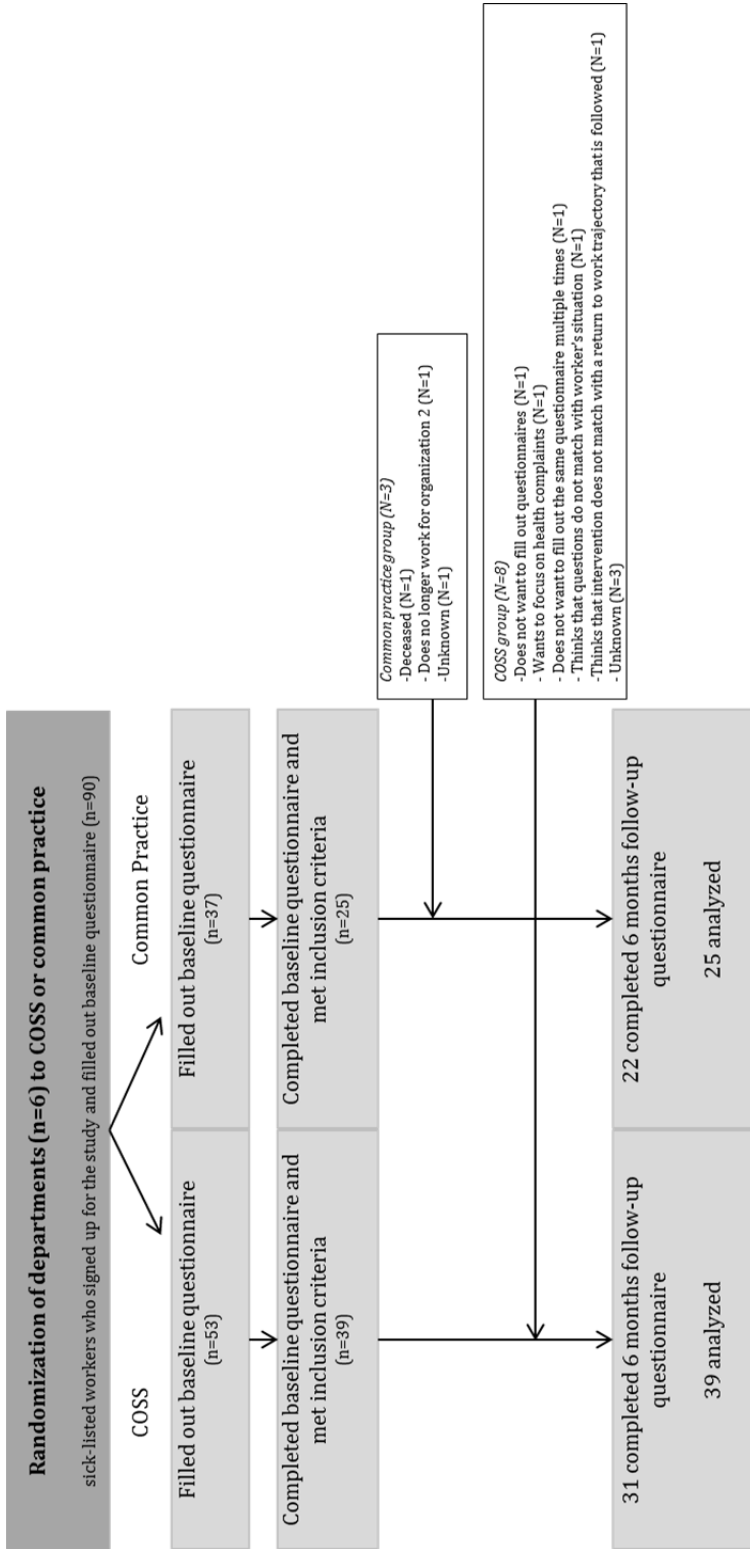 Randomization of departments (n=6) to COSS or common practice
sick-listed workers who signed up for the study and filled out baseline questionnaire (n=90)
COSS
Common Practice
Filled out baseline questionnaire
(n=53)
Filled out baseline questionnaire
(n=37)
Completed baseline questionnaire and
met inclusion criteria
(n=39)
Completed baseline questionnaire and
met inclusion criteria
(n=25)
Common practice group (N=3)
-Deceased (N=1)
- Does no longer work for organization 2 (N=1)
-Unknown (N=1)
COSS group (N=8)
-Does not want to fill out questionnaires (N=1)
- Wants to focus on health complaints (N=1)
- Does not want to fill out the same questionnaire multiple times (N=1)
- Thinks that questions do not match with worker's situation (N=1)
-Thinks that intervention does not match with a return to work trajectory that is followed (N=1)
- Unknown (N=3)
31 completed 6 months follow-up
questionnaire
39 analyzed
22 completed 6 months follow-up
questionnaire
25 analyzed